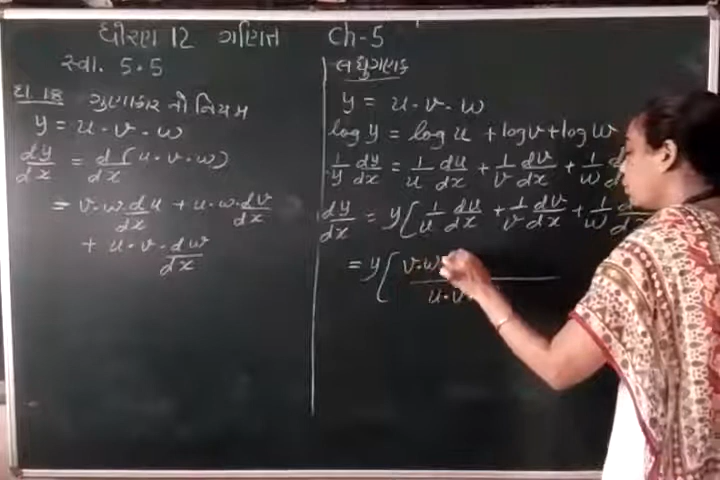 ધોરણ 12 ગણિત ch-5
સ્વા. 5.5
દા. 18 ગુણાકાર નો નિયમ
y = u·v·w
dy/dx = d/dx (u·v·w)
= v·w du/dx + u·w dv/dx
+ u·v· dw/dx
લઘુગણક
y = u·v·w
log y = log u + log v + log w
1/y dy/dx = 1/u du/dx + 1/v dv/dx + 1/w d
dy/dx = y[ 1/u du/dx + 1/v dv/dx + 1/w d
= y[ v·w
u·v